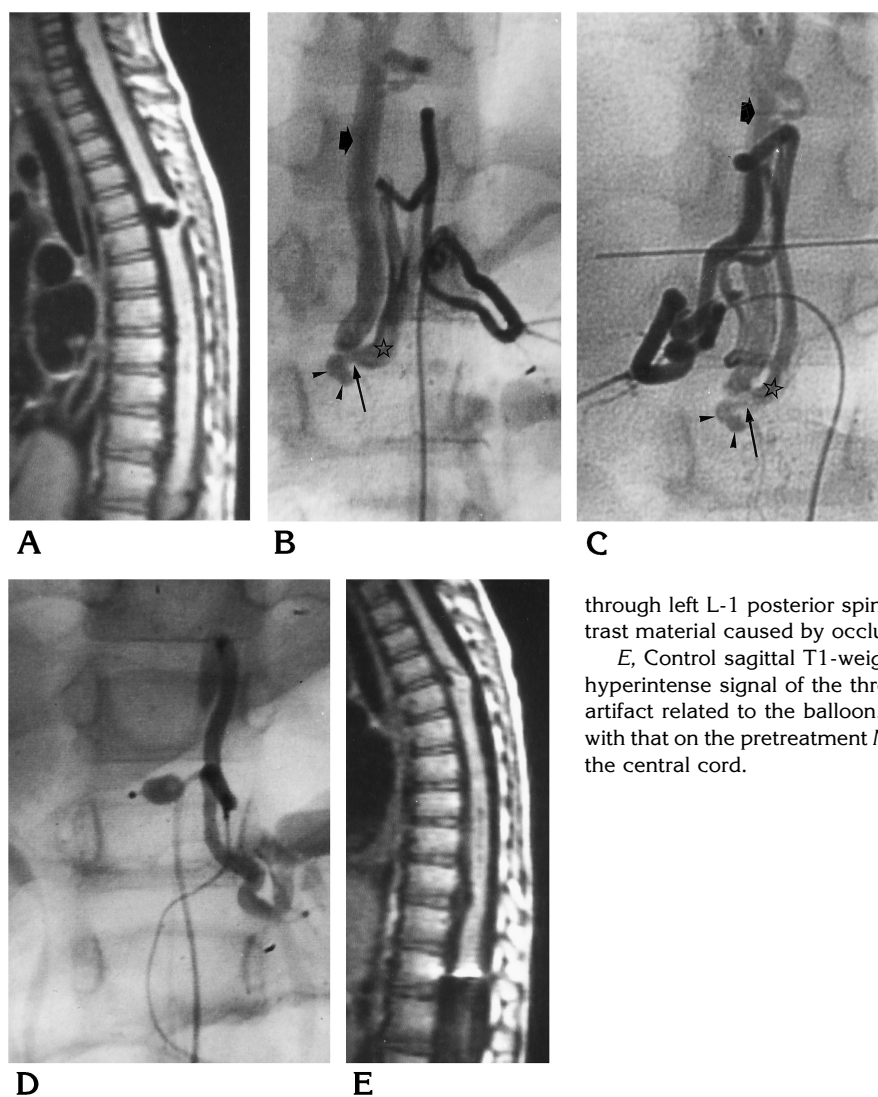 A
B
C
through left L-1 posterior spin
trast material caused by occlu
E, Control sagittal T1-weig
hyperintense signal of the thr
artifact related to the balloon
with that on the pretreatment
the central cord.
D
E